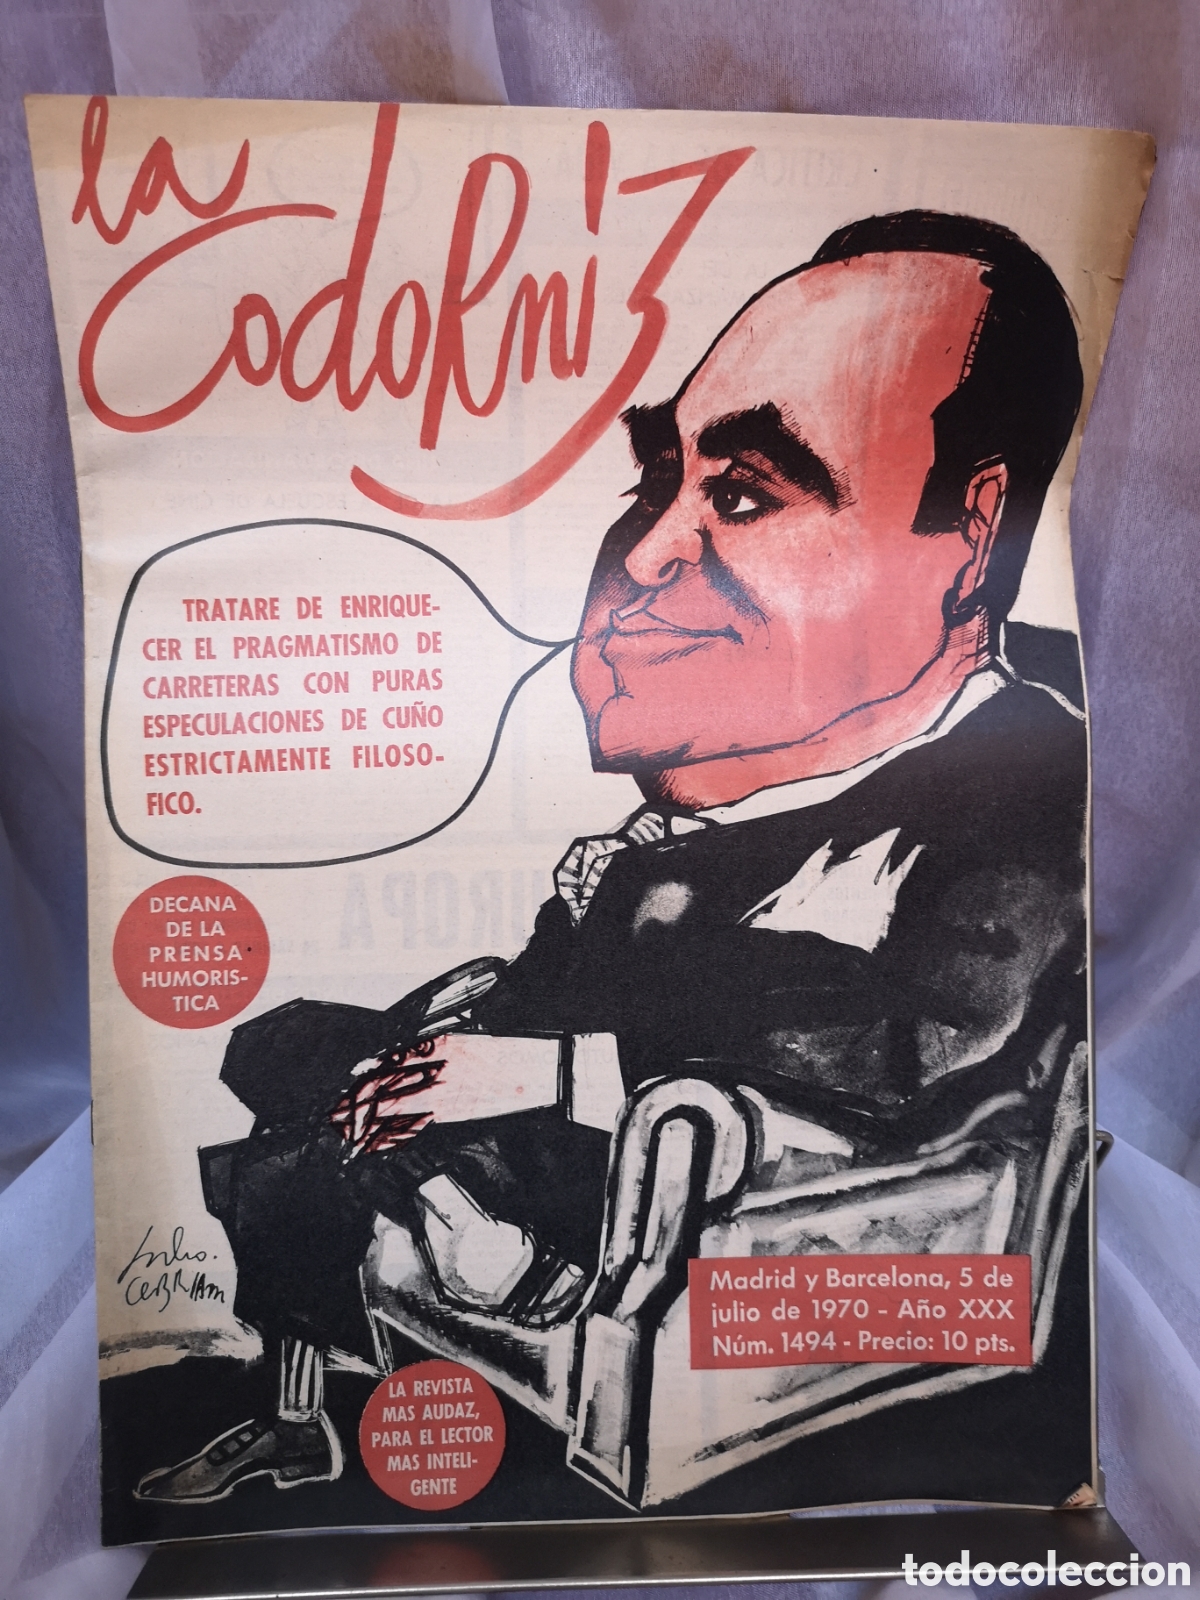 la
Codorniz
TRATARE DE ENRIQUE-
CER EL PRAGMATISMO DE
CARRETERAS CON PURAS
ESPECULACIONES DE CUÑO
ESTRICTAMENTE FILOSO-
FICO.
DECANA
DE LA
PRENSA
HUMORIS-
TICA
Julio.
CEBRIAN
Madrid y Barcelona, 5 de
julio de 1970 - Año XXX
Núm. 1494 - Precio: 10 pts.
LA REVISTA
MAS AUDAZ,
PARA EL LECTOR
MAS INTELI-
GENTE
todocoleccion